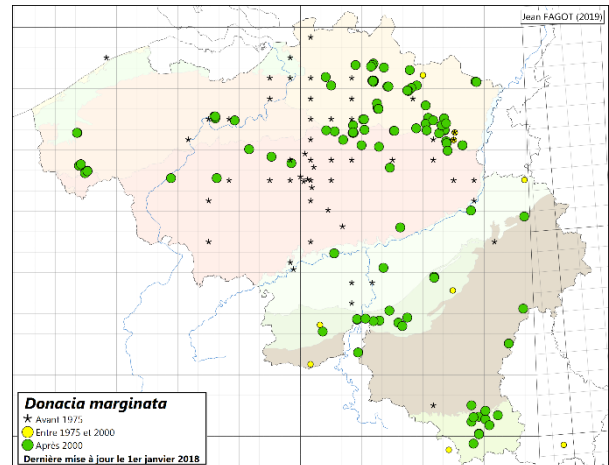 Jean FAGOT (2019)
Donacia marginata
Avant 1975
Entre 1975 et 2000
Après 2000
Dernière mise à jour le 1er janvier 2018